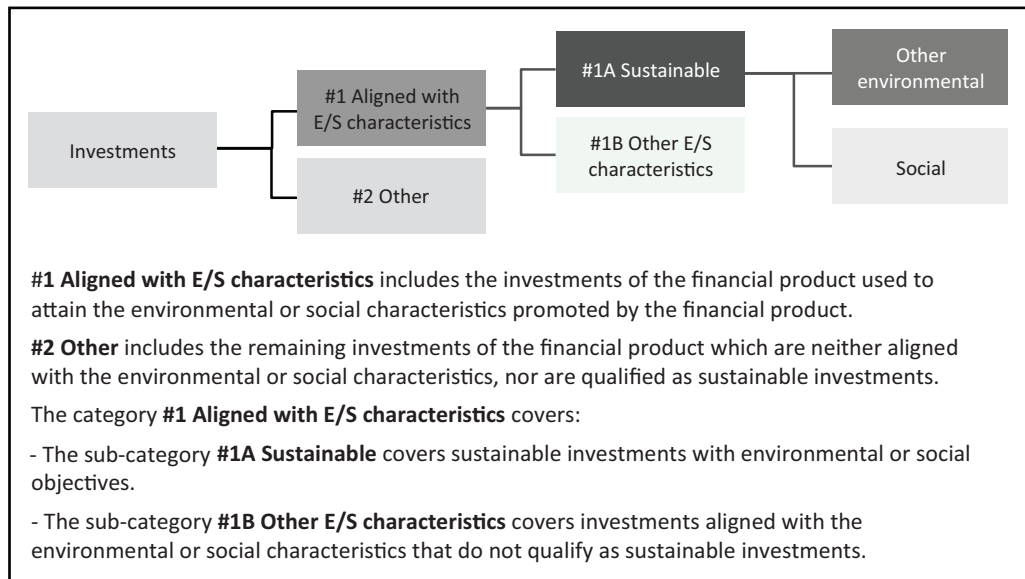 Investments
#1 Aligned with
E/S characteristics
#2 Other
#1A Sustainable
#1B Other E/S
characteristics
Other
environmental
Social
#1 Aligned with E/S characteristics includes the investments of the financial product used to
attain the environmental or social characteristics promoted by the financial product.
#2 Other includes the remaining investments of the financial product which are neither aligned
with the environmental or social characteristics, nor are qualified as sustainable investments.
The category #1 Aligned with E/S characteristics covers:
- The sub-category #1A Sustainable covers sustainable investments with environmental or social
objectives.
- The sub-category #1B Other E/S characteristics covers investments aligned with the
environmental or social characteristics that do not qualify as sustainable investments.